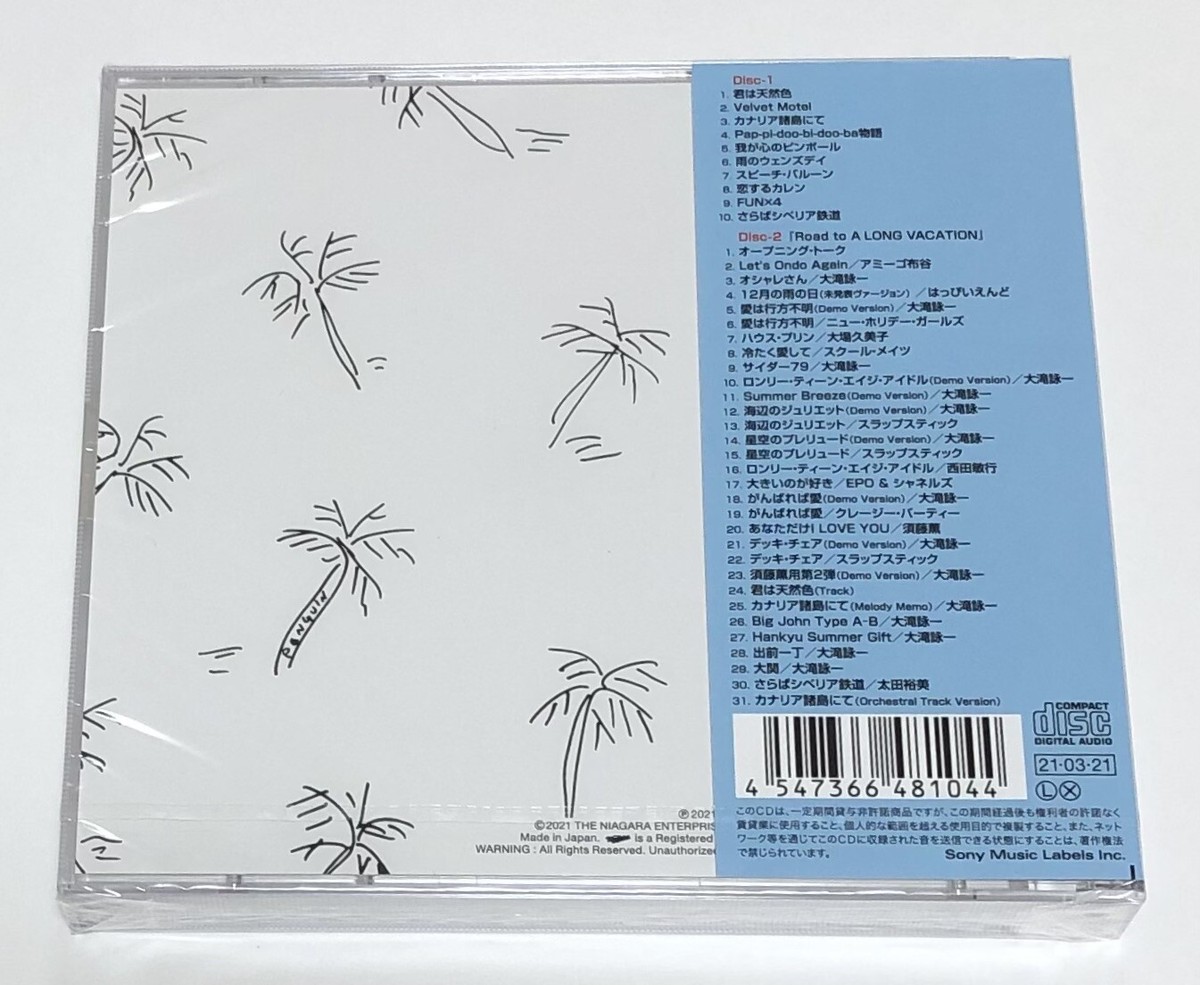 Disc-1
1. 君は天然色
2. Velvet Motel
3. カナリア諸島にて
4. Pap-pi-doo-bi-doo-ba物語
5. 我が心のピンボール
6. 雨のウェンズデイ
7. スピーチ・バルーン
8. 恋するカレン
9. FUN×4
10. さらばシベリア鉄道
Disc-2『Road to A LONG VACATION』
1. オープニング・トーク
2. Let's Ondo Again／アミーゴ布谷
3. オシャレさん／大滝詠一
4. 12月の雨の日(未発表ヴァージョン)／はっぴいえんど
5. 愛は行方不明(Demo Version)／大滝詠一
6. 愛は行方不明／ニュー・ホリデー・ガールズ
7. ハウス・プリン／大場久美子
8. 冷たく愛して／スクール・メイツ
9. サイダー79／大滝詠一
10. ロンリー・ティーン・エイジ・アイドル(Demo Version)／大滝詠一
11. Summer Breeze(Demo Version)／大滝詠一
12. 海辺のジュリエット(Demo Version)／大滝詠一
13. 海辺のジュリエット／スラップスティック
14. 星空のプレリュード(Demo Version)／大滝詠一
15. 星空のプレリュード／スラップスティック
16. ロンリー・ティーン・エイジ・アイドル／西田敏行
17. 大きいのが好き／EPO & シャネルズ
18. がんばれば愛(Demo Version)／大滝詠一
19. がんばれば愛／クレージー・パーティー
20. あなただけI LOVE YOU／須藤薫
21. デッキ・チェア(Demo Version)／大滝詠一
22. デッキ・チェア／スラップスティック
23. 須藤薫用第2弾(Demo Version)／大滝詠一
24. 君は天然色(Track)
25. カナリア諸島にて(Melody Memo)／大滝詠一
26. Big John Type A-B／大滝詠一
27. Hankyu Summer Gift／大滝詠一
28. 出前一丁／大滝詠一
29. 大関／大滝詠一
30. さらばシベリア鉄道／太田裕美
31. カナリア諸島にて(Orchestral Track Version)
4 547366 481044
COMPACT
disc
DIGITAL AUDIO
21·03·21
Ⓛ Ⓧ
このCDは、一定期間貸与非許諾商品ですが、この期間経過後も権利者の許諾なく
賃貸業に使用すること、個人的な範囲を超える使用目的で複製すること、また、ネット
ワーク等を通じてこのCDに収録された音を送信できる状態にすることは、著作権法
で禁じられています。
Sony Music Labels Inc.
PENGUIN
℗2021
©2021 THE NIAGARA ENTERPRIS
Made in Japan. is a Registered
WARNING : All Rights Reserved. Unauthorized